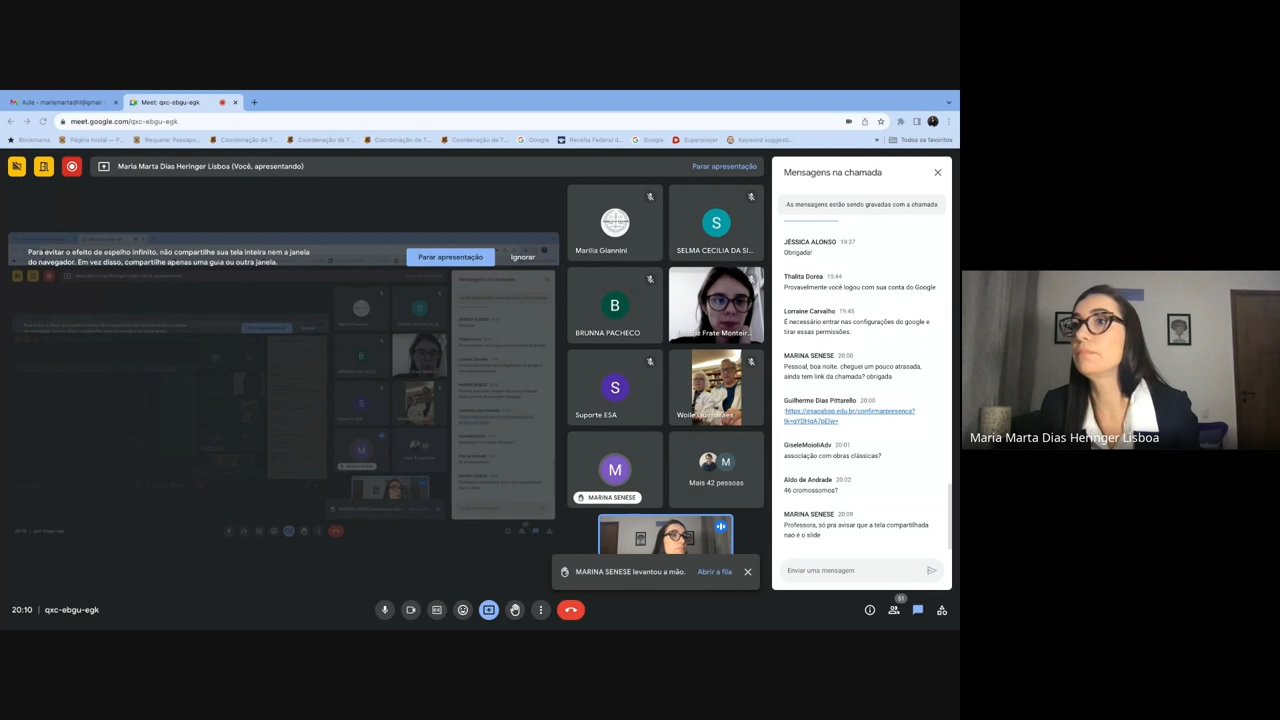 Aula - mariamartadhl@gmail
Meet: qxc-ebgu-egk
meet.google.com/qxc-ebgu-egk
Bookmarks
Página Inicial — P...
Requerer Passapo...
Coordenação de T...
Coordenação de T...
Coordenação de T...
Coordenação de T...
Google
Receita Federal d...
Google
Superplayer
Keyword suggesti...
Todos os favoritos
Maria Marta Dias Heringer Lisboa (Você, apresentando)
Parar apresentação
Para evitar o efeito de espelho infinito, não compartilhe sua tela inteira nem a janela
do navegador. Em vez disso, compartilhe apenas uma guia ou outra janela.
Parar apresentação
Ignorar
Marilia Giannini
S
SELMA CECILIA DA SI...
B
BRUNNA PACHECO
Frate Monteir...
S
Suporte ESA
M
MARINA SENESE
M
Mais 42 pessoas
MARINA SENESE levantou a mão.
Abrir a fila
20:10
qxc-ebgu-egk
51
Mensagens na chamada
As mensagens estão sendo gravadas com a chamada
JÉSSICA ALONSO 19:37
Obrigada!
Thalita Dorea 19:44
Provavelmente você logou com sua conta do Google
Lorraine Carvalho 19:45
É necessário entrar nas configurações do google e
tirar essas permissões.
MARINA SENESE 20:00
Pessoal, boa noite. cheguei um pouco atrasada,
ainda tem link da chamada? obrigada
Guilherme Dias Pittarello 20:00
GiseleMoioliAdv 20:01
associação com obras clássicas?
Aldo de Andrade 20:02
46 cromossomos?
MARINA SENESE 20:09
Professora, só pra avisar que a tela compartilhada
nao é o slide
Enviar uma mensagem
Maria Marta Dias Heringer Lisboa